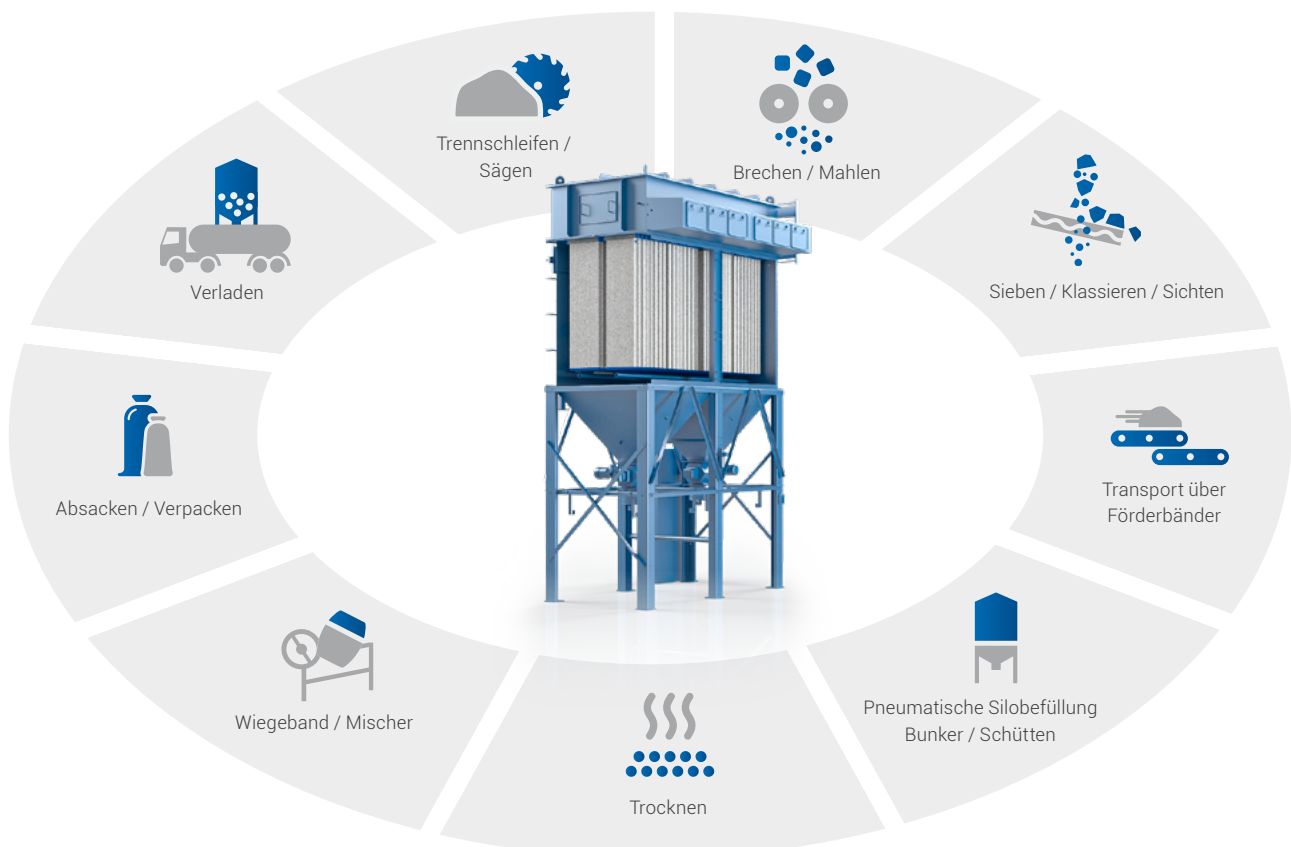 Trennschleifen /
Sägen
Brechen / Mahlen
Sieben / Klassieren / Sichten
Transport über
Förderbänder
Pneumatische Silobefüllung
Bunker / Schütten
Trocknen
Wiegeband / Mischer
Absacken / Verpacken
Verladen